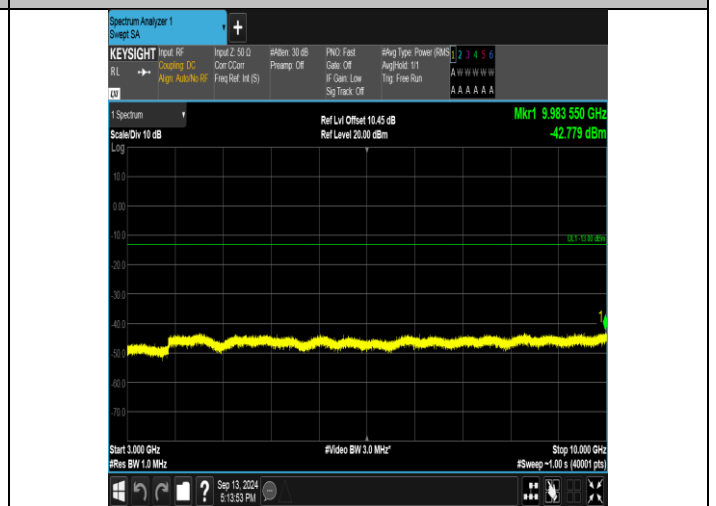 Spectrum Analyzer 1
Swept SA
+
KEYSIGHT
RL
LXI
Input: RF
Coupling: DC
Align: Auto/No RF
Input Z: 50 Ω
Corr CCorr
Freq Ref: Int (S)
#Atten: 30 dB
Preamp: Off
PNO: Fast
Gate: Off
IF Gain: Low
Sig Track: Off
#Avg Type: Power (RMS
Avg|Hold: 1/1
Trig: Free Run
1 2 3 4 5 6
A W W W W W
A A A A A A
1 Spectrum
Scale/Div 10 dB
Ref Lvl Offset 10.45 dB
Ref Level 20.00 dBm
Mkr1 9.983 550 GHz
-42.779 dBm
Log
10.0
0.00
-10.0
DL1 -13.00 dBm
-20.0
-30.0
-40.0
1
-50.0
-60.0
-70.0
Start 3.000 GHz
#Res BW 1.0 MHz
#Video BW 3.0 MHz*
Stop 10.000 GHz
#Sweep ~1.00 s (40001 pts)
?
Sep 13, 2024
5:13:53 PM